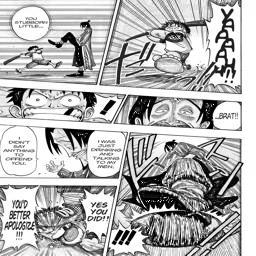 YOU
STUBBORN
LITTLE...
YAAAH!!!
!
...BRAT!!
I WAS
JUST
DRINKING
AND
TALKING
TO MY
MEN.
I
DIDN'T
SAY
ANYTHING
TO
OFFEND
YOU.
YES
YOU
DID!!
YOU'D
BETTER
APOLOGIZE
!!!
!!!